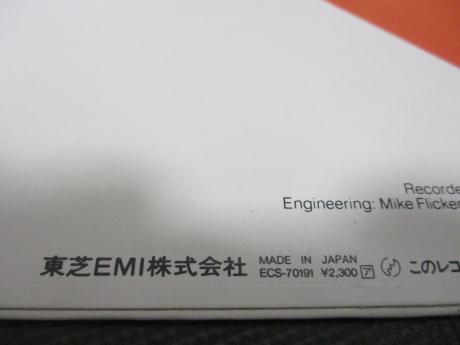 Recorde
Engineering: Mike Flicker
東芝EMI株式会社
MADE IN JAPAN
ECS-70191 ¥2,300 ア このレコ